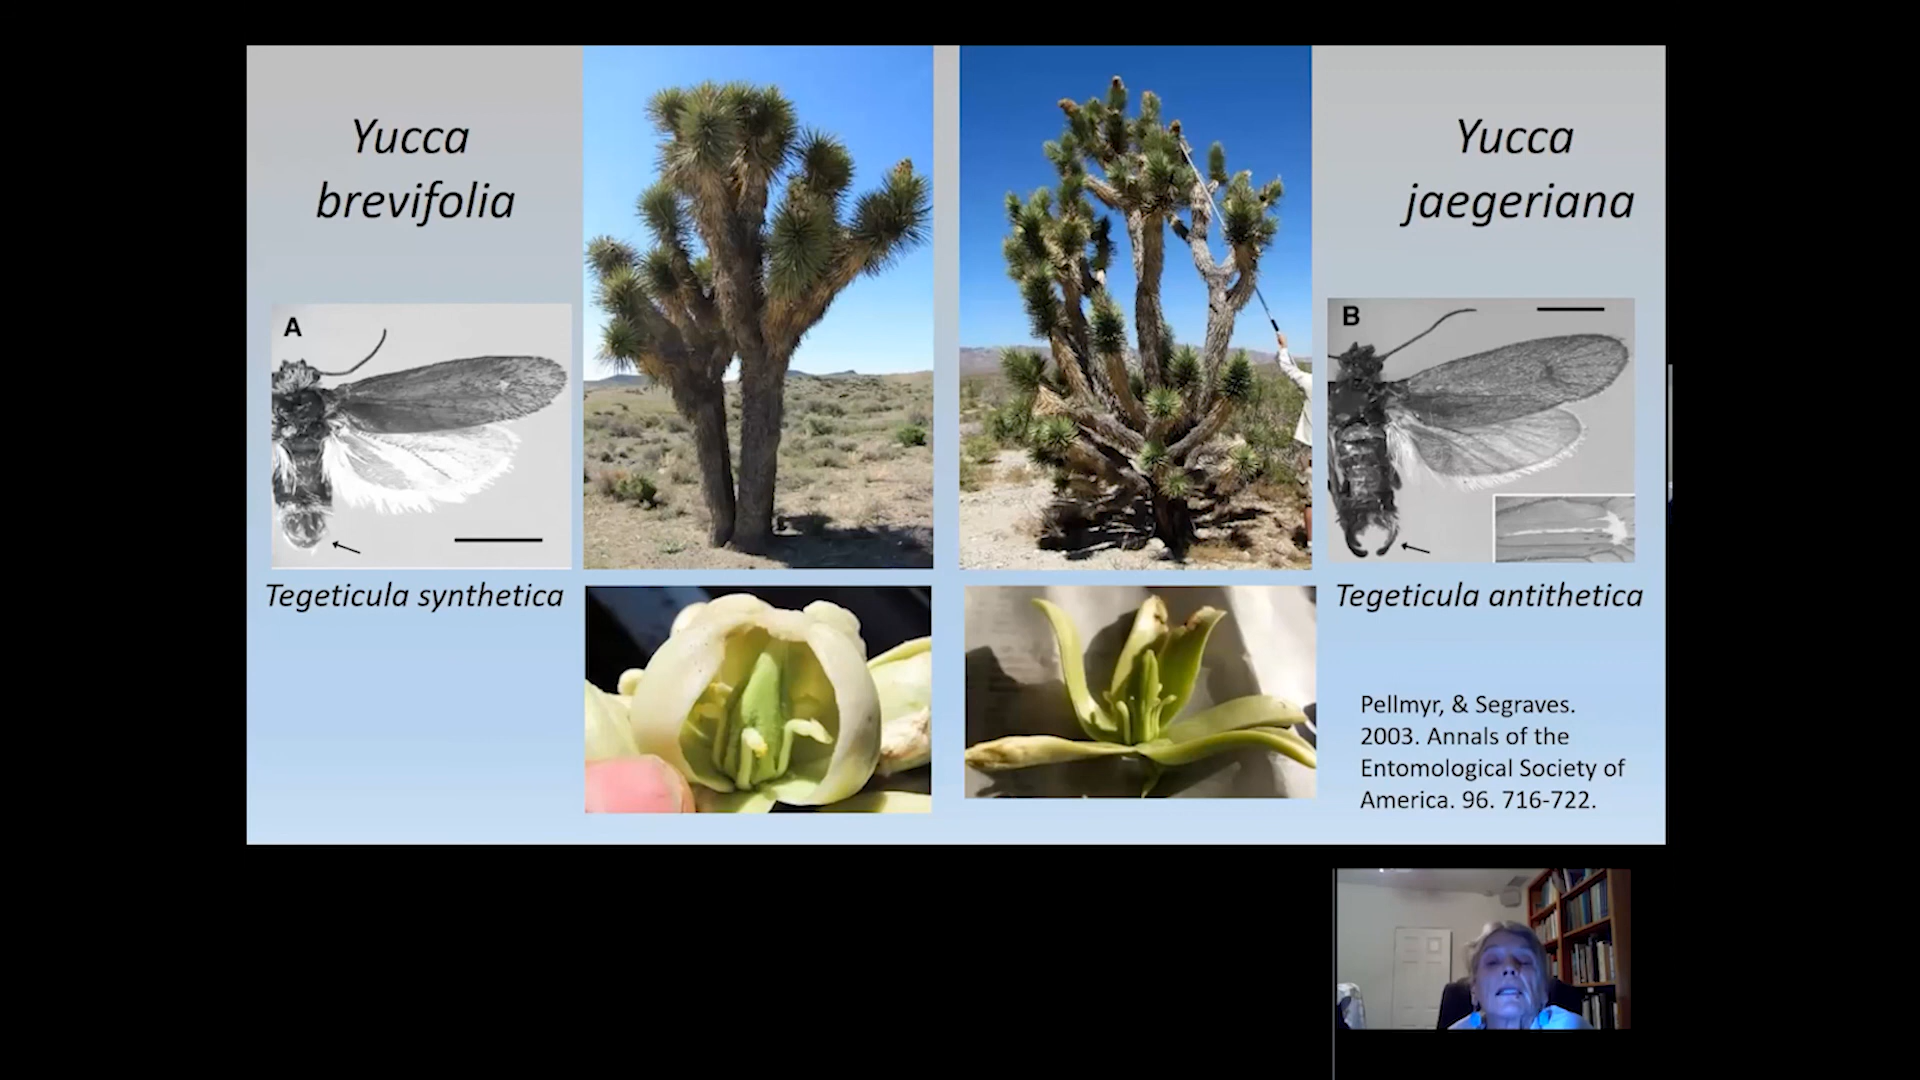 Yucca
brevifolia
Yucca
jaegeriana
A
B
Tegeticula synthetica
Tegeticula antithetica
Pellmyr, & Segraves.
2003. Annals of the
Entomological Society of
America. 96. 716-722.